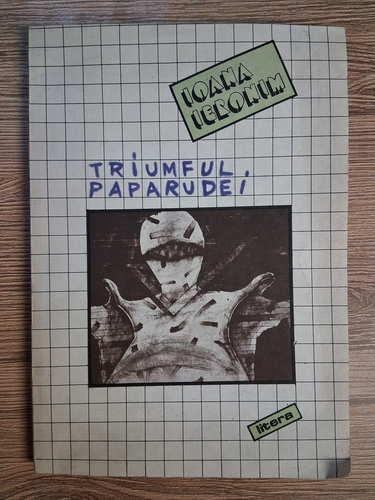 IOANA
IERONIM
TRIUMFUL
PAPARUDEI
litera